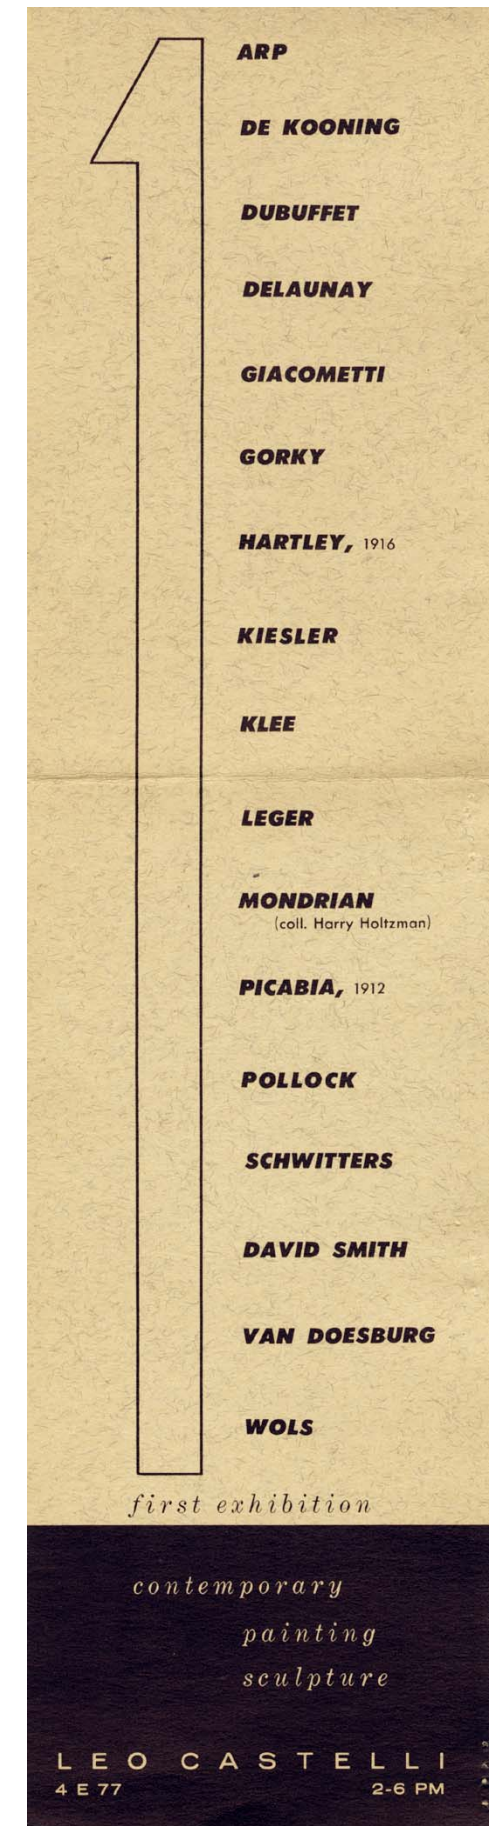 1
ARP
DE KOONING
DUBUFFET
DELAUNAY
GIACOMETTI
GORKY
HARTLEY, 1916
KIESLER
KLEE
LEGER
MONDRIAN
(coll. Harry Holtzman)
PICABIA, 1912
POLLOCK
SCHWITTERS
DAVID SMITH
VAN DOESBURG
WOLS
first exhibition
contemporary
painting
sculpture
LEO CASTELLI
4 E 77 2-6 PM